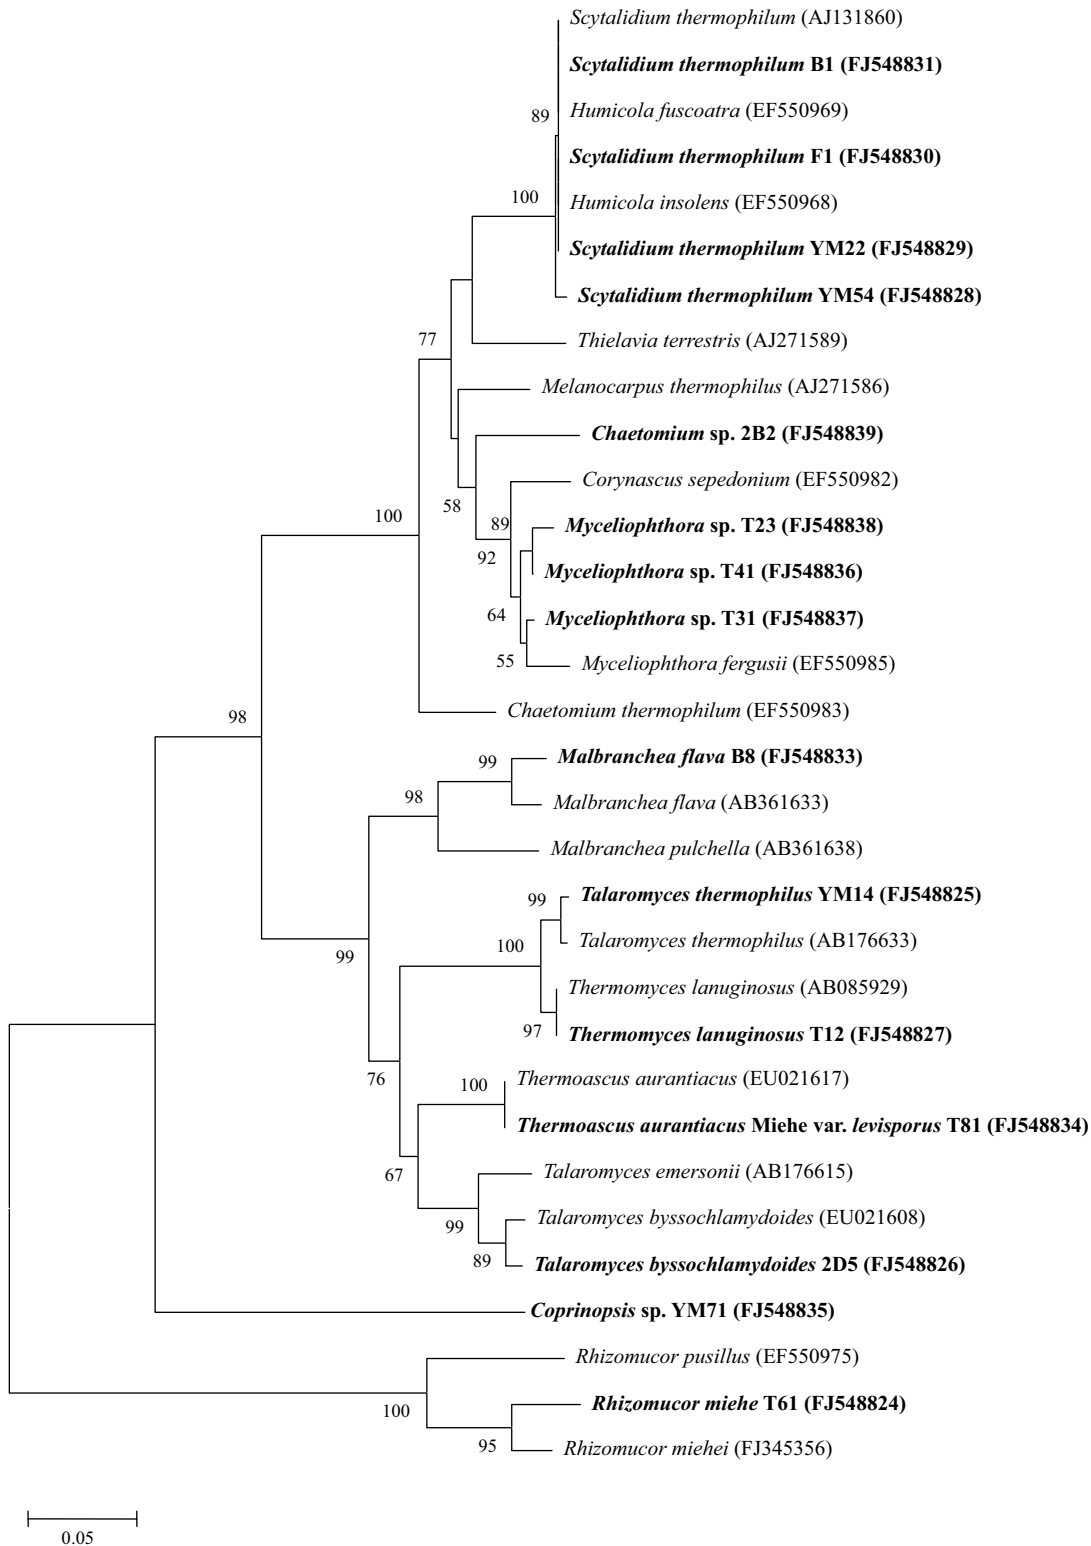 Scytalidium thermophilum (AJ131860)
Scytalidium thermophilum B1 (FJ548831)
89
Humicola fuscoatra (EF550969)
Scytalidium thermophilum F1 (FJ548830)
100
Humicola insolens (EF550968)
Scytalidium thermophilum YM22 (FJ548829)
Scytalidium thermophilum YM54 (FJ548828)
77
Thielavia terrestris (AJ271589)
Melanocarpus thermophilus (AJ271586)
Chaetomium sp. 2B2 (FJ548839)
Corynascus sepedonium (EF550982)
58
100
89
Myceliophthora sp. T23 (FJ548838)
92
Myceliophthora sp. T41 (FJ548836)
64
Myceliophthora sp. T31 (FJ548837)
55
Myceliophthora fergusii (EF550985)
98
Chaetomium thermophilum (EF550983)
99
Malbranchea flava B8 (FJ548833)
98
Malbranchea flava (AB361633)
Malbranchea pulchella (AB361638)
99
Talaromyces thermophilus YM14 (FJ548825)
100
Talaromyces thermophilus (AB176633)
99
Thermomyces lanuginosus (AB085929)
97
Thermomyces lanuginosus T12 (FJ548827)
76
100
Thermoascus aurantiacus (EU021617)
Thermoascus aurantiacus Miehe var. levisporus T81 (FJ548834)
67
Talaromyces emersonii (AB176615)
99
Talaromyces byssochlamydoides (EU021608)
89
Talaromyces byssochlamydoides 2D5 (FJ548826)
Coprinopsis sp. YM71 (FJ548835)
Rhizomucor pusillus (EF550975)
100
Rhizomucor miehe T61 (FJ548824)
95
Rhizomucor miehei (FJ345356)
0.05